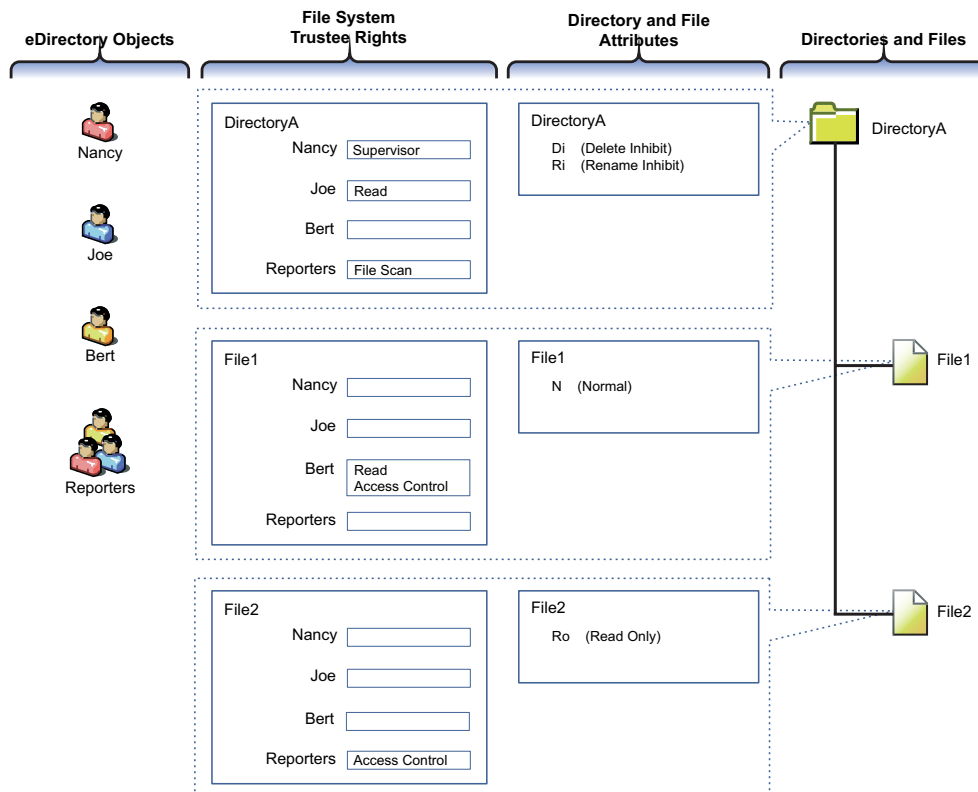 eDirectory Objects
File System
Trustee Rights
Directory and File
Attributes
Directories and Files
Nancy
Joe
Bert
Reporters
DirectoryA
Nancy Supervisor
Joe Read
Bert
Reporters File Scan
DirectoryA
Di (Delete Inhibit)
Ri (Rename Inhibit)
DirectoryA
File1
Nancy
Joe
Bert Read
Access Control
Reporters
File1
N (Normal)
File1
File2
Nancy
Joe
Bert
Reporters Access Control
File2
Ro (Read Only)
File2